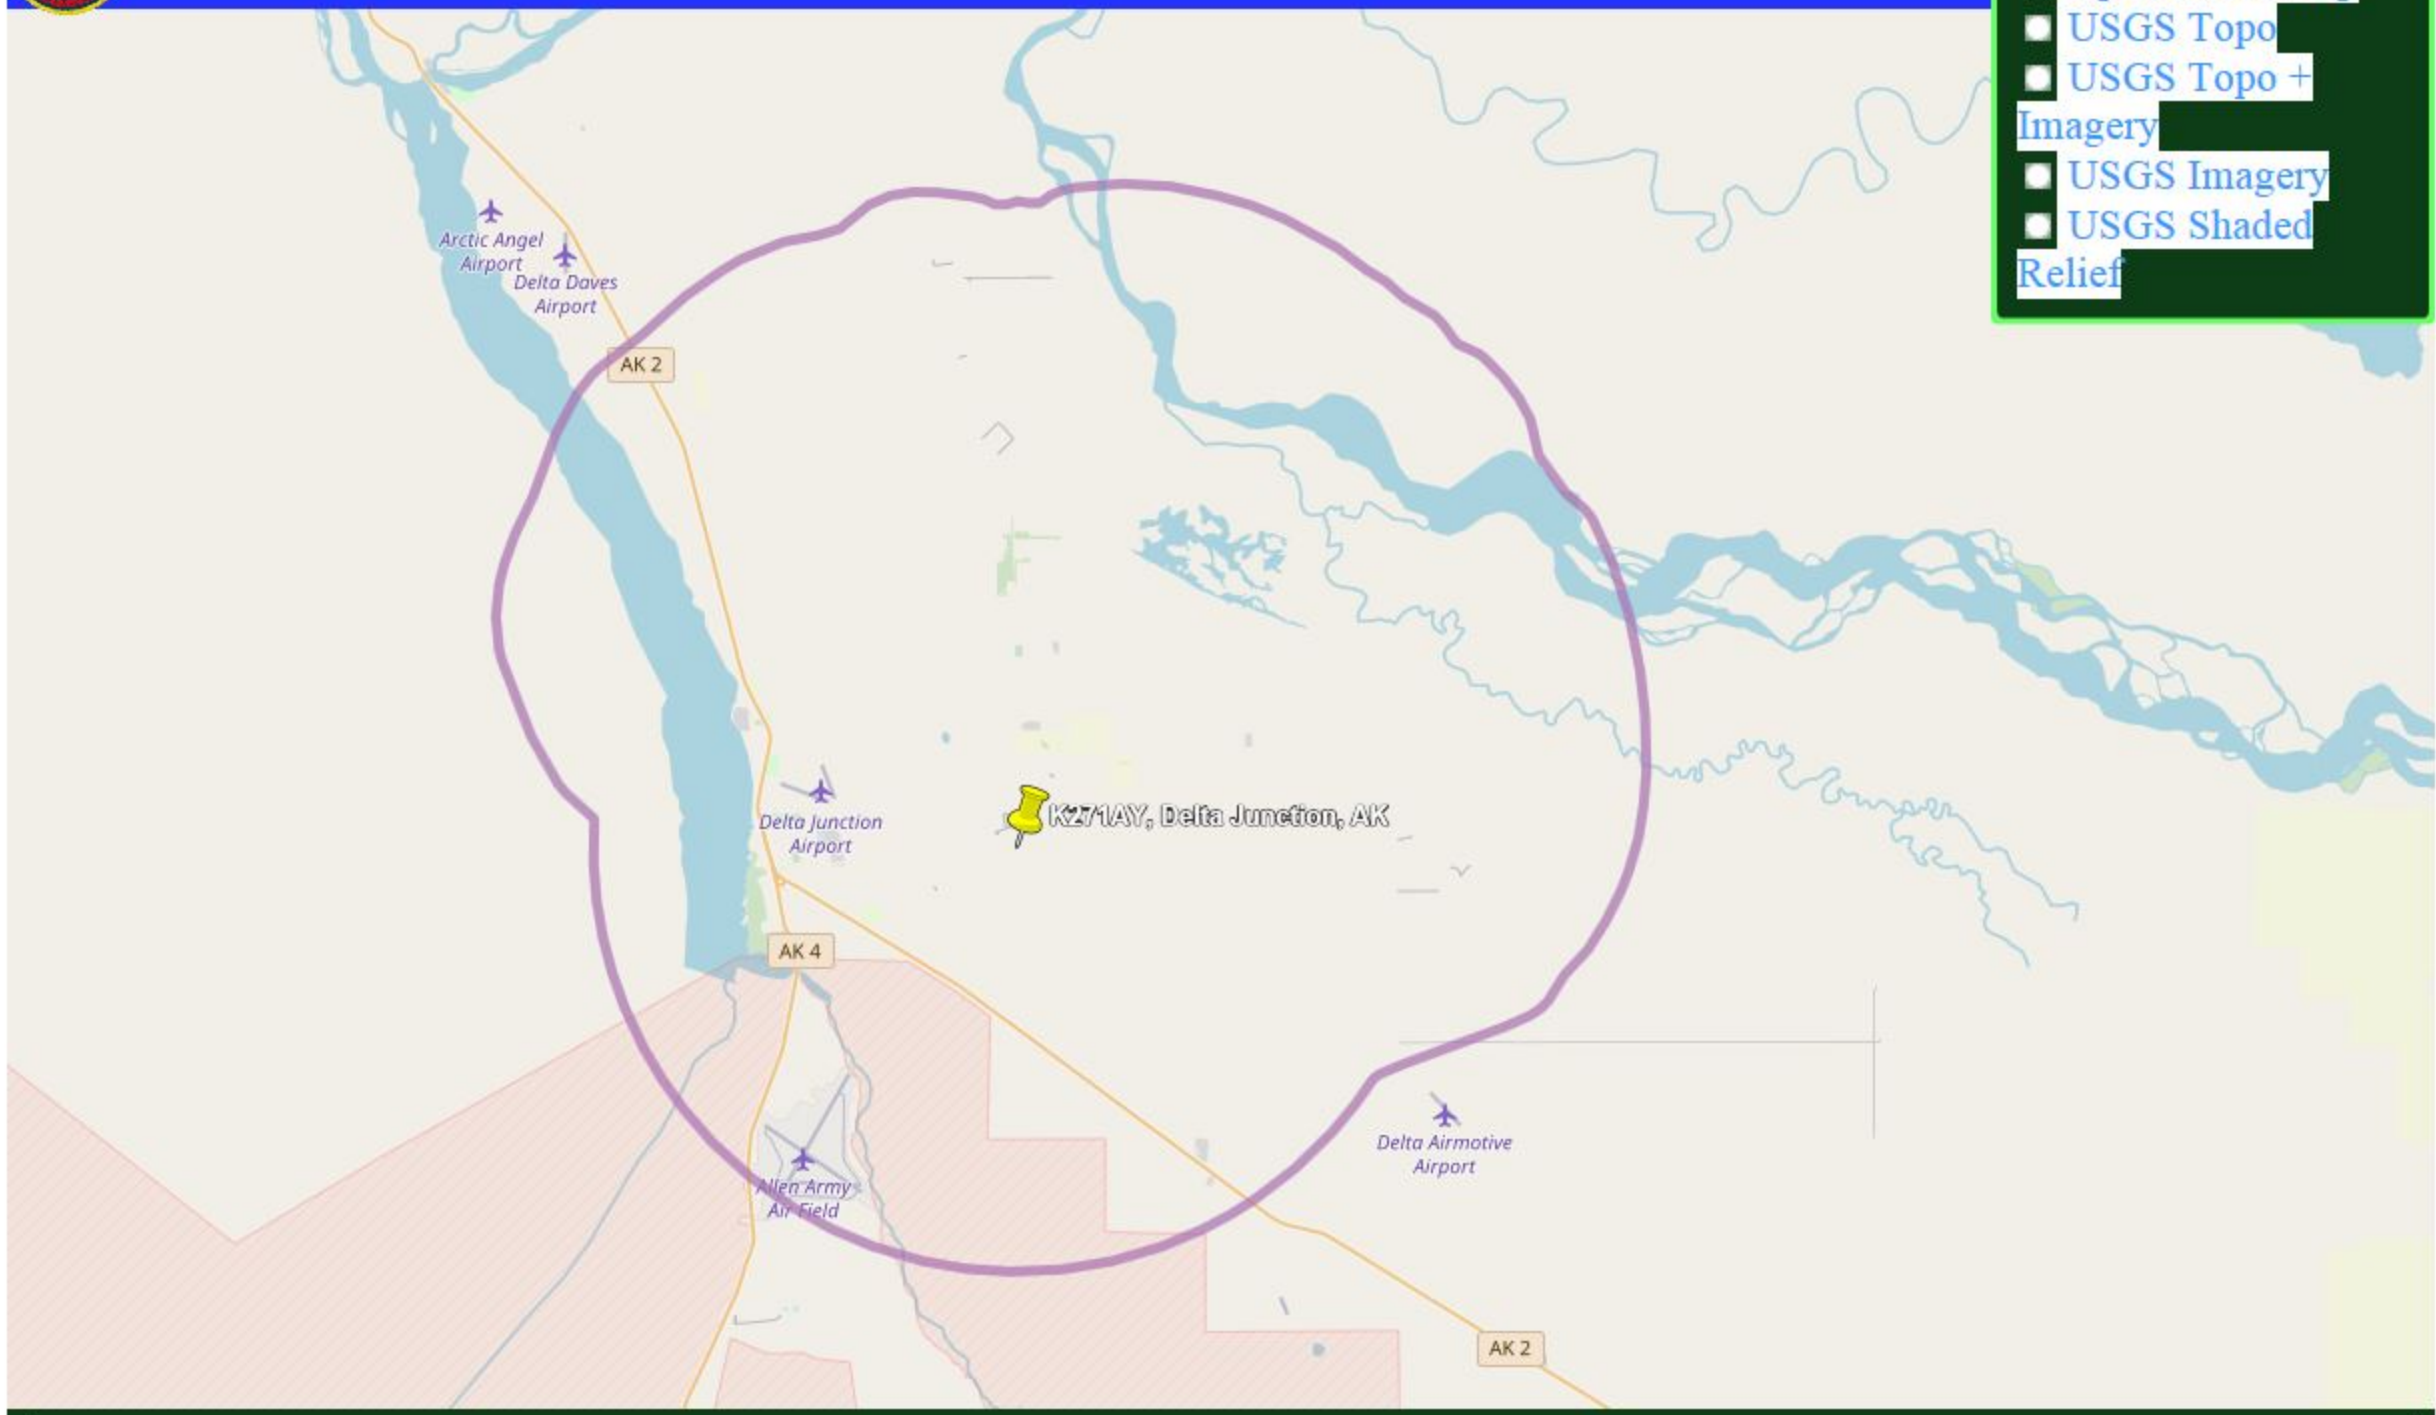 USGS Topo
USGS Topo +
Imagery
USGS Imagery
USGS Shaded
Relief
Arctic Angel
Airport
Delta Daves
Airport
AK 2
K271AY, Delta Junction, AK
Delta Junction
Airport
AK 4
Delta Airmotive
Airport
Allen Army
Air Field
AK 2